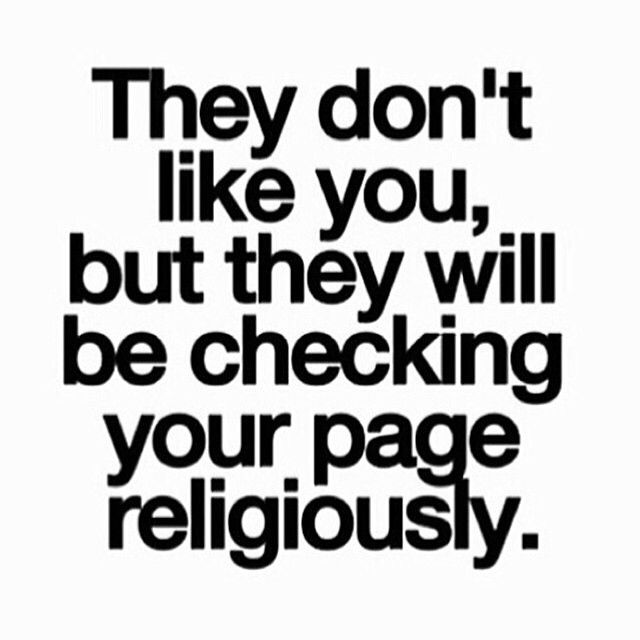 They don't
like you,
but they will
be checking
your page
religiously.